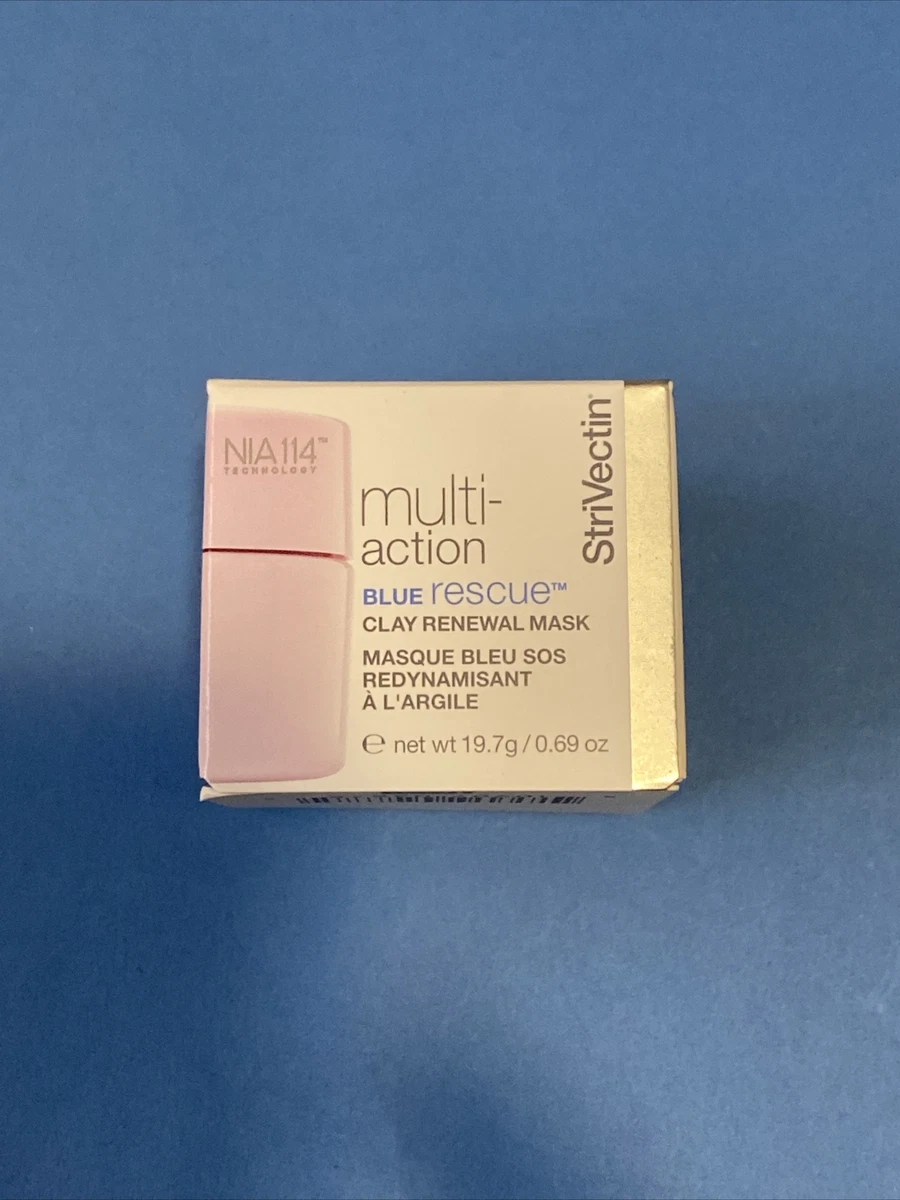 NIA114™
TECHNOLOGY
multi-
action
BLUE rescue™
CLAY RENEWAL MASK
MASQUE BLEU SOS
REDYNAMISANT
À L'ARGILE
℮ net wt 19.7g / 0.69 oz
StriVectin®